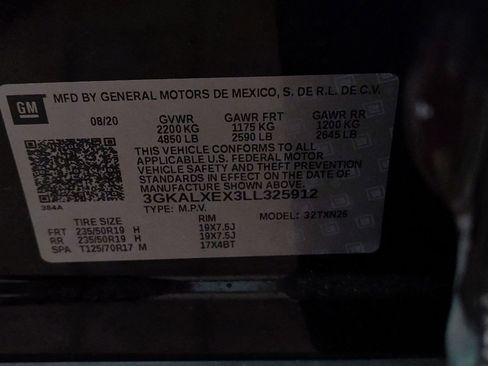 GM
MFD BY GENERAL MOTORS DE MEXICO, S. DE R.L. DE C.V.
08/20 GVWR GAWR FRT GAWR RR
2200 KG 1175 KG 1200 KG
4850 LB 2590 LB 2645 LB
THIS VEHICLE CONFORMS TO ALL
APPLICABLE U.S. FEDERAL MOTOR
VEHICLE SAFETY AND THEFT PREVENTION
STANDARDS IN EFFECT ON THE DATE OF
MANUFACTURE SHOWN ABOVE.
3GKALXEX3LL325912
384A TYPE: M.P.V. 32TXN26
TIRE SIZE RIM
FRT 235/50R19 H 19X7.5J
RR 235/50R19 H 19X7.5J
SPA T125/70R17 M 17X4BT